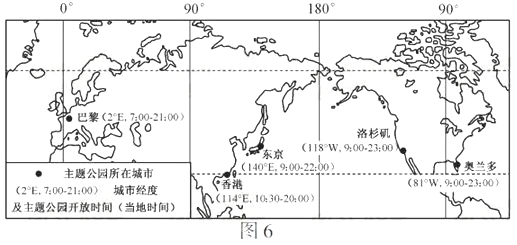 0° 90° 180° 90°
巴黎(2°E, 7:00-21:00)
洛杉矶
(118°W, 9:00-23:00)
东京
(140°E, 9:00-22:00)
奥兰多
(81°W, 9:00-23:00)
香港
(114°E, 10:30-20:00)
主题公园所在城市
(2°E, 7:00-21:00) 城市经度
及主题公园开放时间(当地时间)
图6